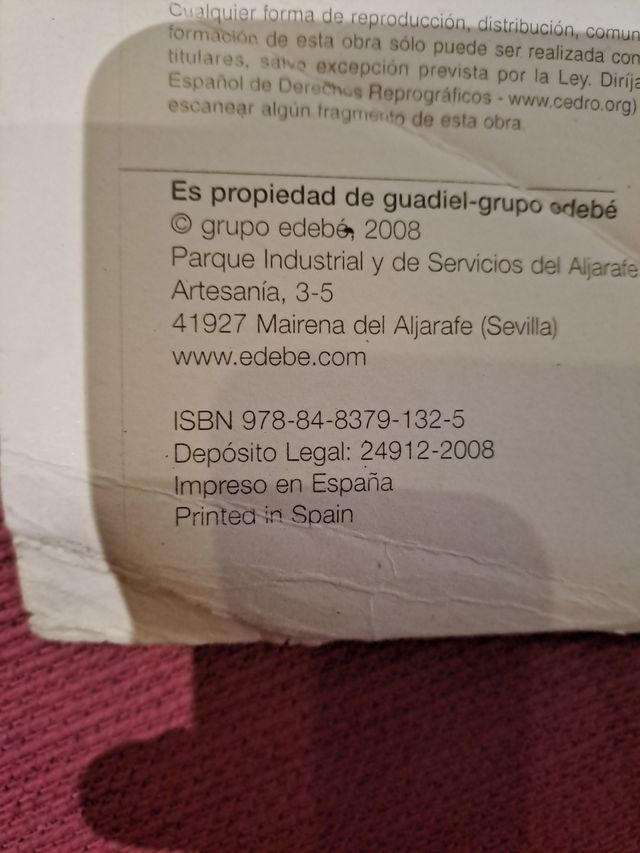 Cualquier forma de reproducción, distribución, comun
formación de esta obra sólo puede ser realizada con
titulares, salvo excepción prevista por la Ley. Diríja
Español de Derechos Reprográficos - www.cedro.org)
escanear algún fragmento de esta obra.
Es propiedad de guadiel-grupo edebé
© grupo edebé, 2008
Parque Industrial y de Servicios del Aljarafe
Artesanía, 3-5
41927 Mairena del Aljarafe (Sevilla)
www.edebe.com
ISBN 978-84-8379-132-5
Depósito Legal: 24912-2008
Impreso en España
Printed in Spain